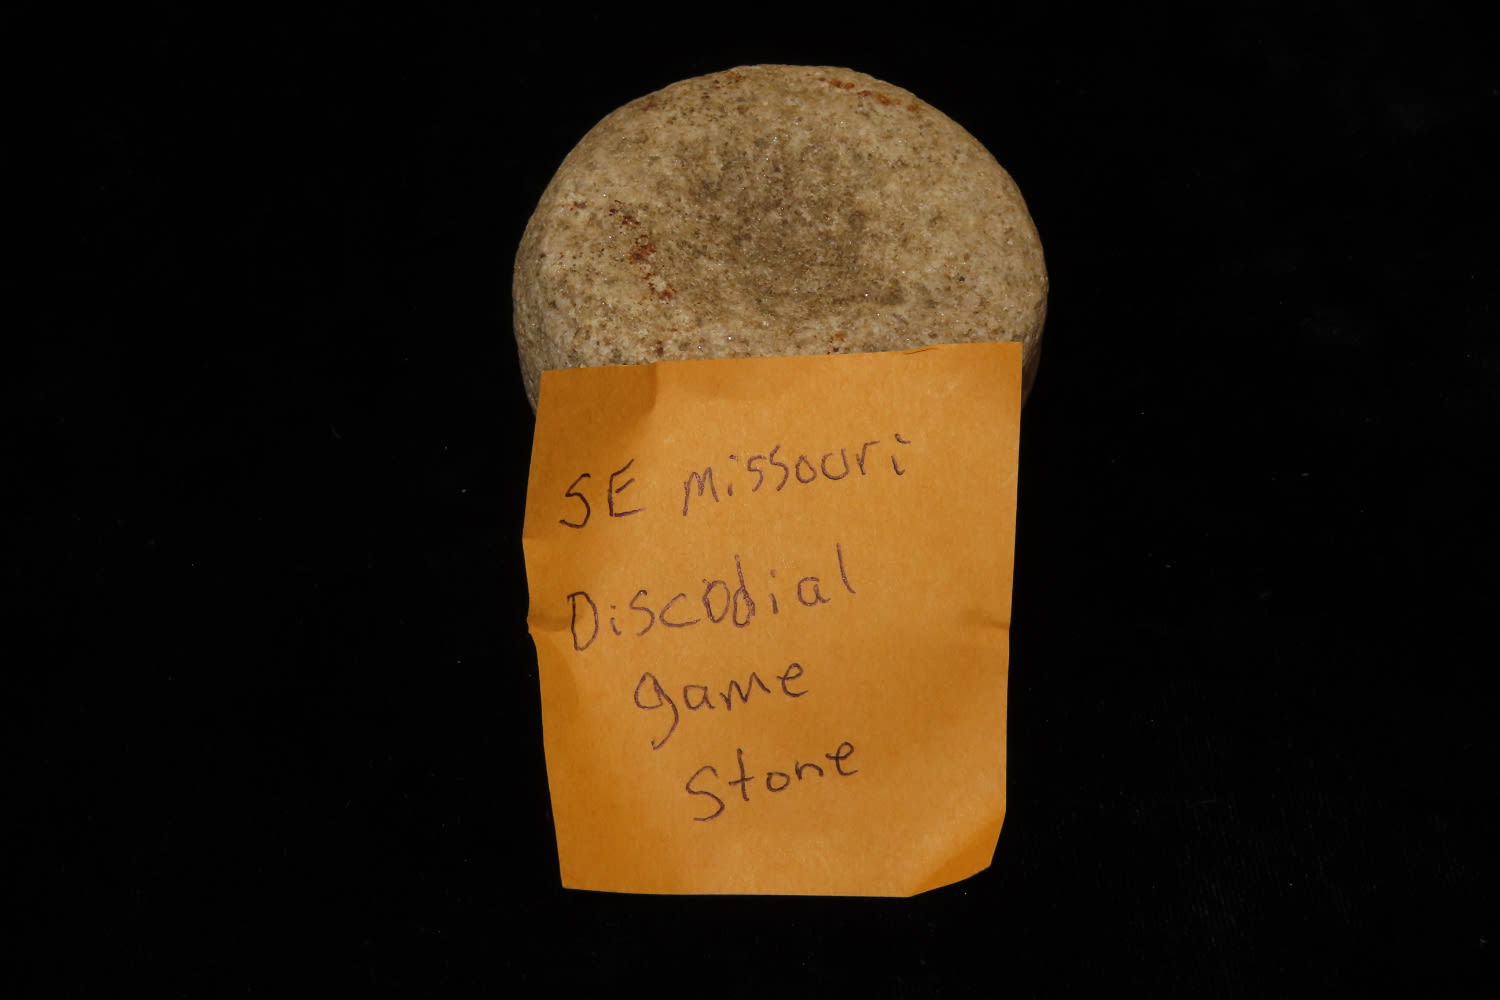 SE missouri
Discodial
game
stone